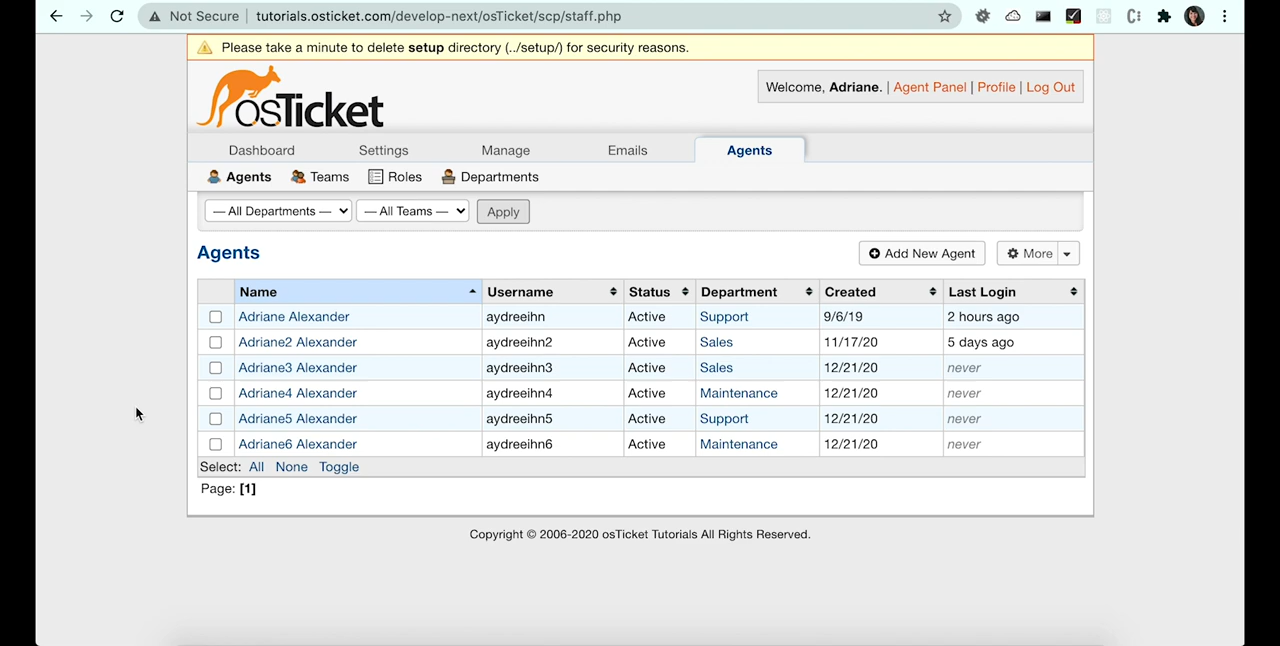 Not Secure | tutorials.osticket.com/develop-next/osTicket/scp/staff.php
Please take a minute to delete setup directory (../setup/) for security reasons.
osTicket
Welcome, Adriane. | Agent Panel | Profile | Log Out
Dashboard Settings Manage Emails Agents
Agents Teams Roles Departments
— All Departments — — All Teams — Apply
Agents Add New Agent More
Name Username Status Department Created Last Login
Adriane Alexander aydreeihn Active Support 9/6/19 2 hours ago
Adriane2 Alexander aydreeihn2 Active Sales 11/17/20 5 days ago
Adriane3 Alexander aydreeihn3 Active Sales 12/21/20 never
Adriane4 Alexander aydreeihn4 Active Maintenance 12/21/20 never
Adriane5 Alexander aydreeihn5 Active Support 12/21/20 never
Adriane6 Alexander aydreeihn6 Active Maintenance 12/21/20 never
Select: All None Toggle
Page: [1]
Copyright © 2006-2020 osTicket Tutorials All Rights Reserved.